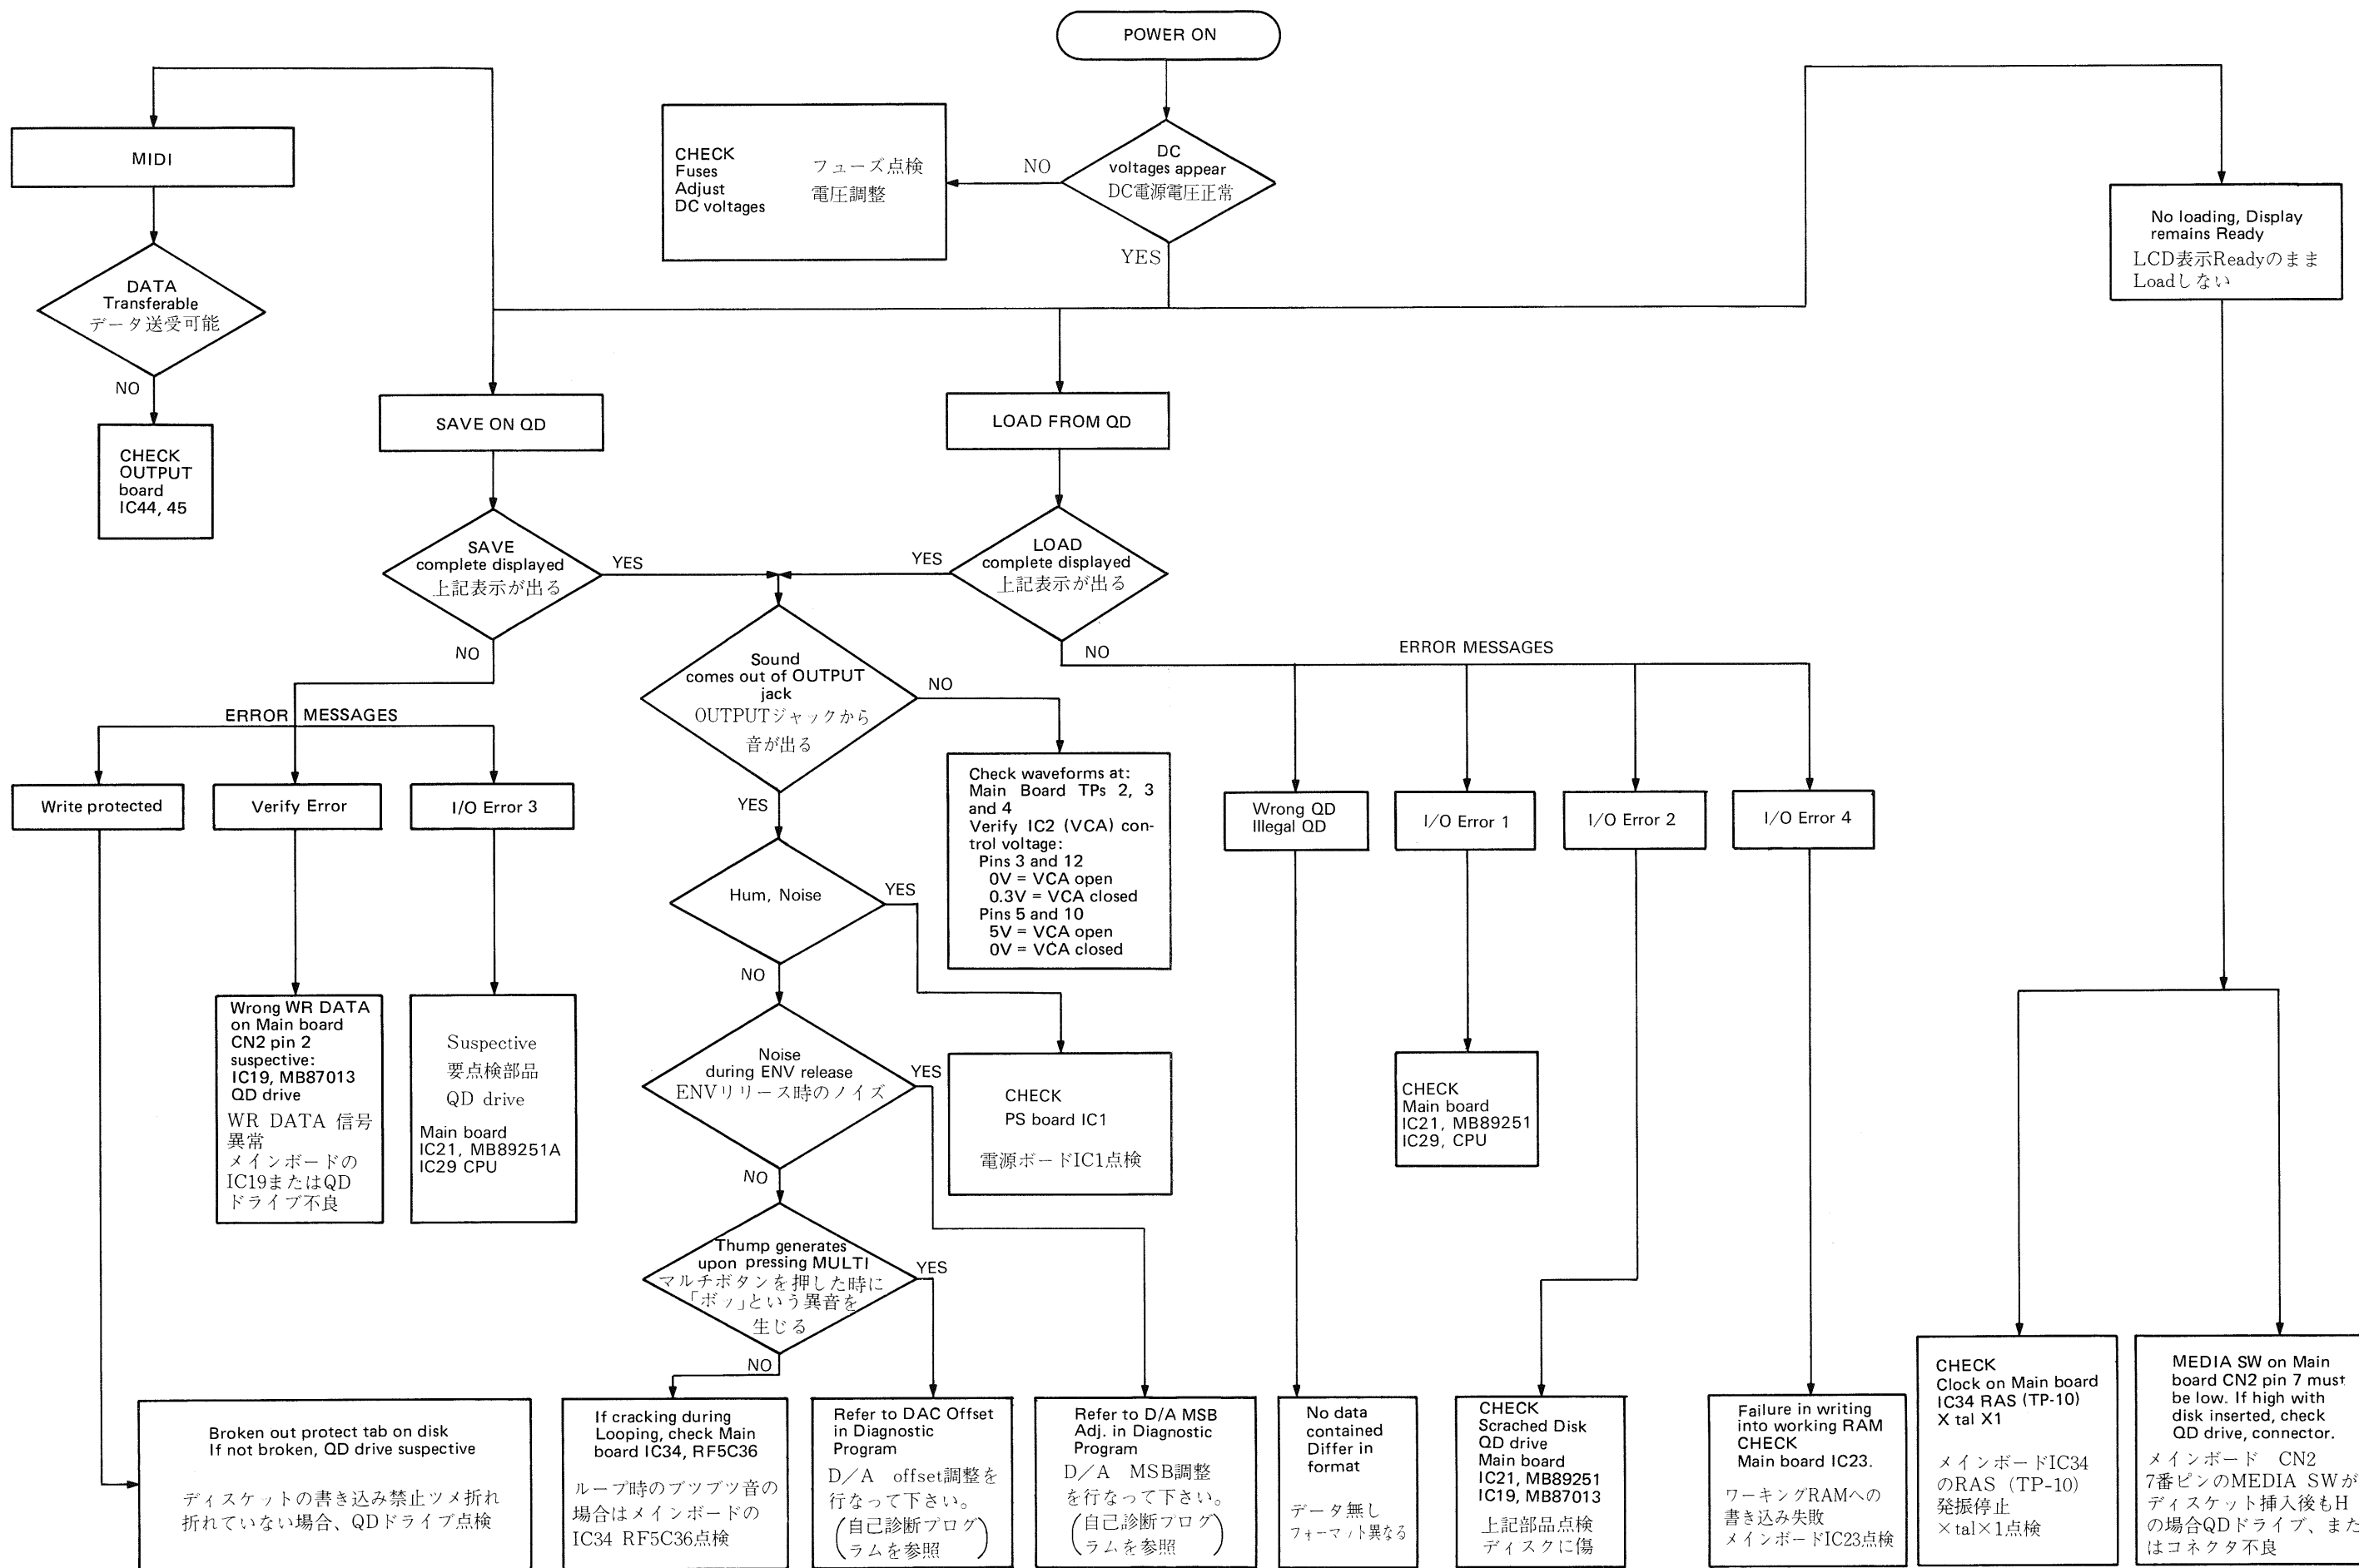 POWER ON
DC
voltages appear
DC電源電圧正常
NO
YES
CHECK
Fuses
Adjust
DC voltages
フューズ点検
電圧調整
MIDI
DATA
Transferable
データ送受可能
NO
CHECK
OUTPUT
board
IC44, 45
No loading, Display
remains Ready
LCD表示Readyのまま
Loadしない
SAVE ON QD
LOAD FROM QD
SAVE
complete displayed
上記表示が出る
YES
NO
LOAD
complete displayed
上記表示が出る
YES
NO
ERROR MESSAGES
ERROR MESSAGES
Sound
comes out of OUTPUT
jack
OUTPUTジャックから
音が出る
NO
YES
Check waveforms at:
Main Board TPs 2, 3
and 4
Verify IC2 (VCA) con-
trol voltage:
Pins 3 and 12
0V = VCA open
0.3V = VCA closed
Pins 5 and 10
5V = VCA open
0V = VCA closed
Write protected
Verify Error
I/O Error 3
Wrong QD
Illegal QD
I/O Error 1
I/O Error 2
I/O Error 4
Hum, Noise
YES
NO
Wrong WR DATA
on Main board
CN2 pin 2
suspective:
IC19, MB87013
QD drive
WR DATA 信号
異常
メインボードの
IC19またはQD
ドライブ不良
Suspective
要点検部品
QD drive
Main board
IC21, MB89251A
IC29 CPU
Noise
during ENV release
ENVリリース時のノイズ
YES
NO
CHECK
PS board IC1
電源ボードIC1点検
CHECK
Main board
IC21, MB89251
IC29, CPU
Thump generates
upon pressing MULTI
マルチボタンを押した時に
「ボッ」という異音を
生じる
YES
NO
Broken out protect tab on disk
If not broken, QD drive suspective
ディスケットの書き込み禁止ツメ折れ
折れていない場合、QDドライブ点検
If cracking during
Looping, check Main
board IC34, RF5C36
ループ時のブツブツ音の
場合はメインボードの
IC34 RF5C36点検
Refer to DAC Offset
in Diagnostic
Program
D/A offset調整を
行なって下さい。
(自己診断プログ
ラムを参照)
Refer to D/A MSB
Adj. in Diagnostic
Program
D/A MSB調整
を行なって下さい。
(自己診断プログ
ラムを参照)
No data
contained
Differ in
format
データ無し
フォーマット異なる
CHECK
Scrached Disk
QD drive
Main board
IC21, MB89251
IC19, MB87013
上記部品点検
ディスクに傷
Failure in writing
into working RAM
CHECK
Main board IC23.
ワーキングRAMへの
書き込み失敗
メインボードIC23点検
CHECK
Clock on Main board
IC34 RAS (TP-10)
X tal X1
メインボードIC34
のRAS (TP-10)
発振停止
×tal×1点検
MEDIA SW on Main
board CN2 pin 7 must
be low. If high with
disk inserted, check
QD drive, connector.
メインボード CN2
7番ピンのMEDIA SWが
ディスケット挿入後もH
の場合QDドライブ、また
はコネクタ不良